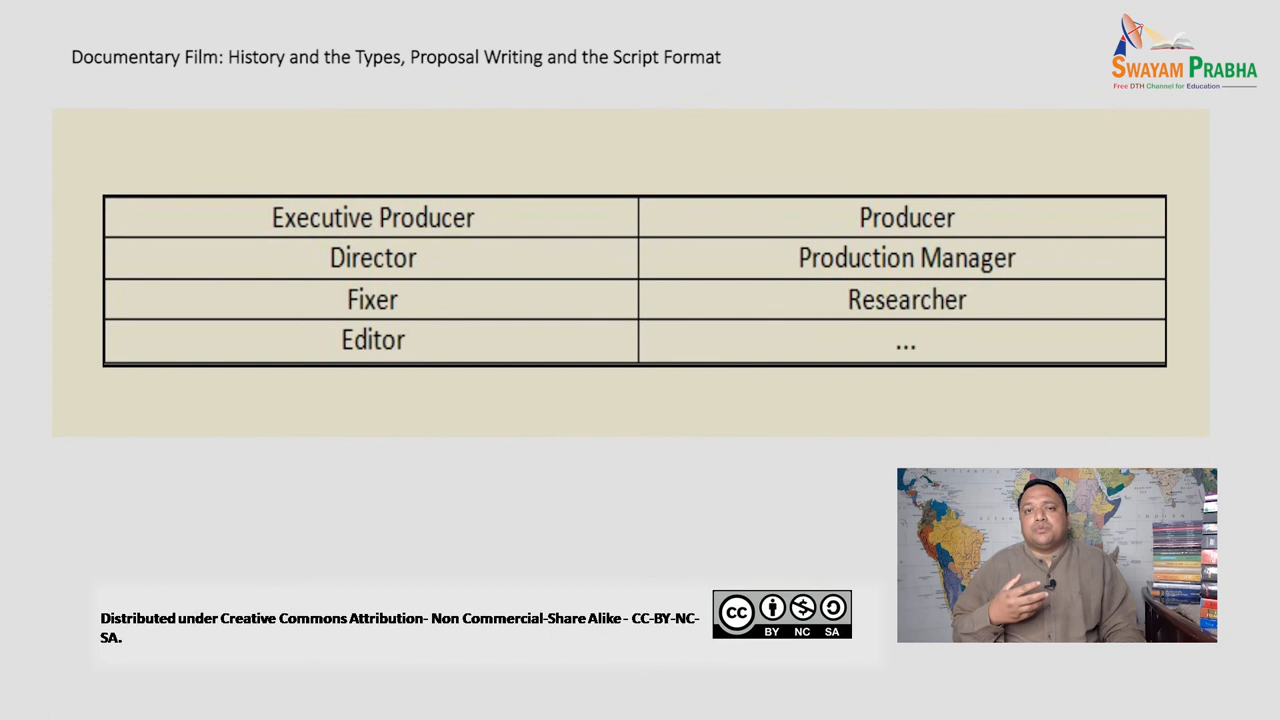 Documentary Film: History and the Types, Proposal Writing and the Script Format
SWAYAM PRABHA
Free DTH Channel for Education
Executive Producer Producer
Director Production Manager
Fixer Researcher
Editor ...
Distributed under Creative Commons Attribution- Non Commercial-Share Alike - CC-BY-NC-
SA.
cc
BY NC SA